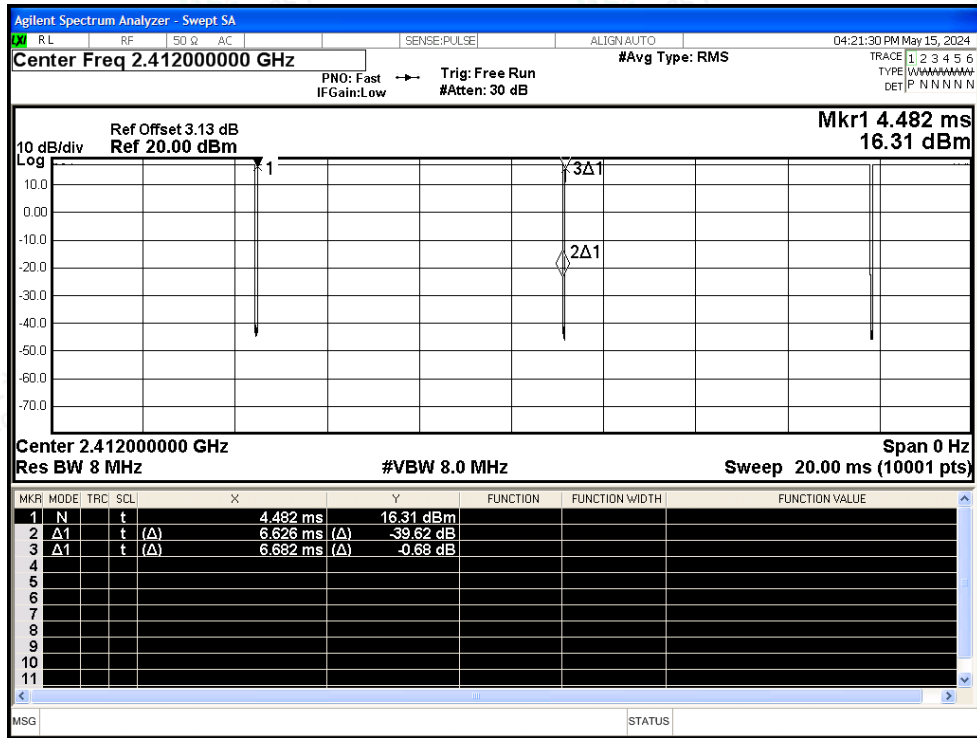 Agilent Spectrum Analyzer - Swept SA
LXI RL RF 50 Ω AC SENSE:PULSE ALIGN AUTO 04:21:30 PM May 15, 2024
Center Freq 2.412000000 GHz #Avg Type: RMS TRACE 1 2 3 4 5 6
PNO: Fast Trig: Free Run TYPE WWWWWW
IFGain:Low #Atten: 30 dB DET P N N N N N
Mkr1 4.482 ms
Ref Offset 3.13 dB
10 dB/div Ref 20.00 dBm 16.31 dBm
Log
1 3Δ1
10.0
0.00
-10.0
2Δ1
-20.0
-30.0
-40.0
-50.0
-60.0
-70.0
Center 2.412000000 GHz Span 0 Hz
Res BW 8 MHz #VBW 8.0 MHz Sweep 20.00 ms (10001 pts)
MKR MODE TRC SCL X Y FUNCTION FUNCTION WIDTH FUNCTION VALUE
1 N t 4.482 ms 16.31 dBm
2 Δ1 t (Δ) 6.626 ms (Δ) -39.62 dB
3 Δ1 t (Δ) 6.682 ms (Δ) -0.68 dB
4
5
6
7
8
9
10
11
MSG STATUS